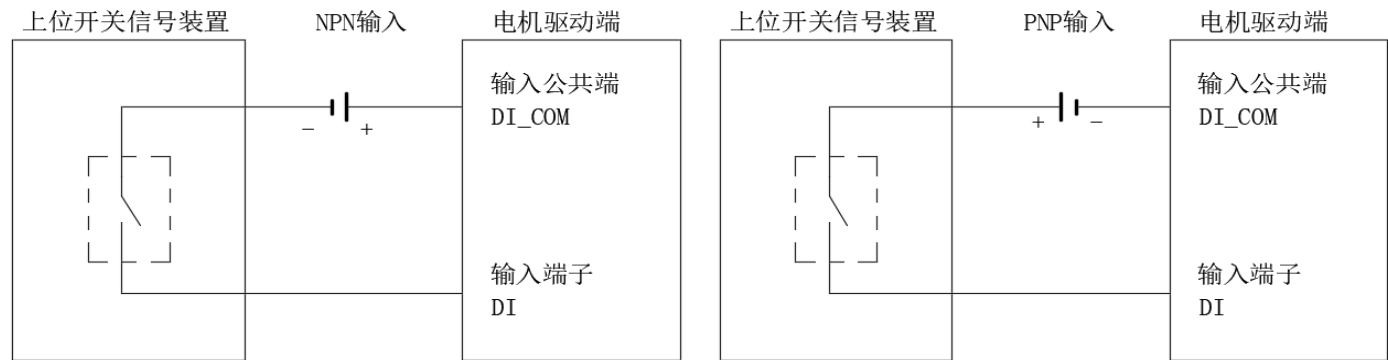 上位开关信号装置
NPN输入
电机驱动端
输入公共端
DI_COM
- +
输入端子
DI
上位开关信号装置
PNP输入
电机驱动端
输入公共端
DI_COM
+ -
输入端子
DI